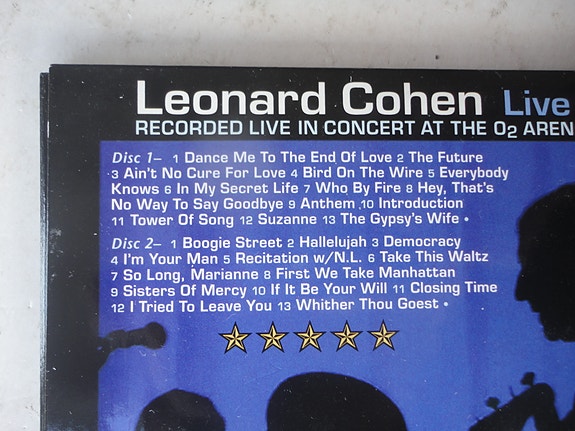 Leonard Cohen Live
RECORDED LIVE IN CONCERT AT THE O2 AREN
Disc 1– 1 Dance Me To The End Of Love 2 The Future
3 Ain't No Cure For Love 4 Bird On The Wire 5 Everybody
Knows 6 In My Secret Life 7 Who By Fire 8 Hey, That's
No Way To Say Goodbye 9 Anthem 10 Introduction
11 Tower Of Song 12 Suzanne 13 The Gypsy's Wife •
Disc 2– 1 Boogie Street 2 Hallelujah 3 Democracy
4 I'm Your Man 5 Recitation w/N.L. 6 Take This Waltz
7 So Long, Marianne 8 First We Take Manhattan
9 Sisters Of Mercy 10 If It Be Your Will 11 Closing Time
12 I Tried To Leave You 13 Whither Thou Goest •